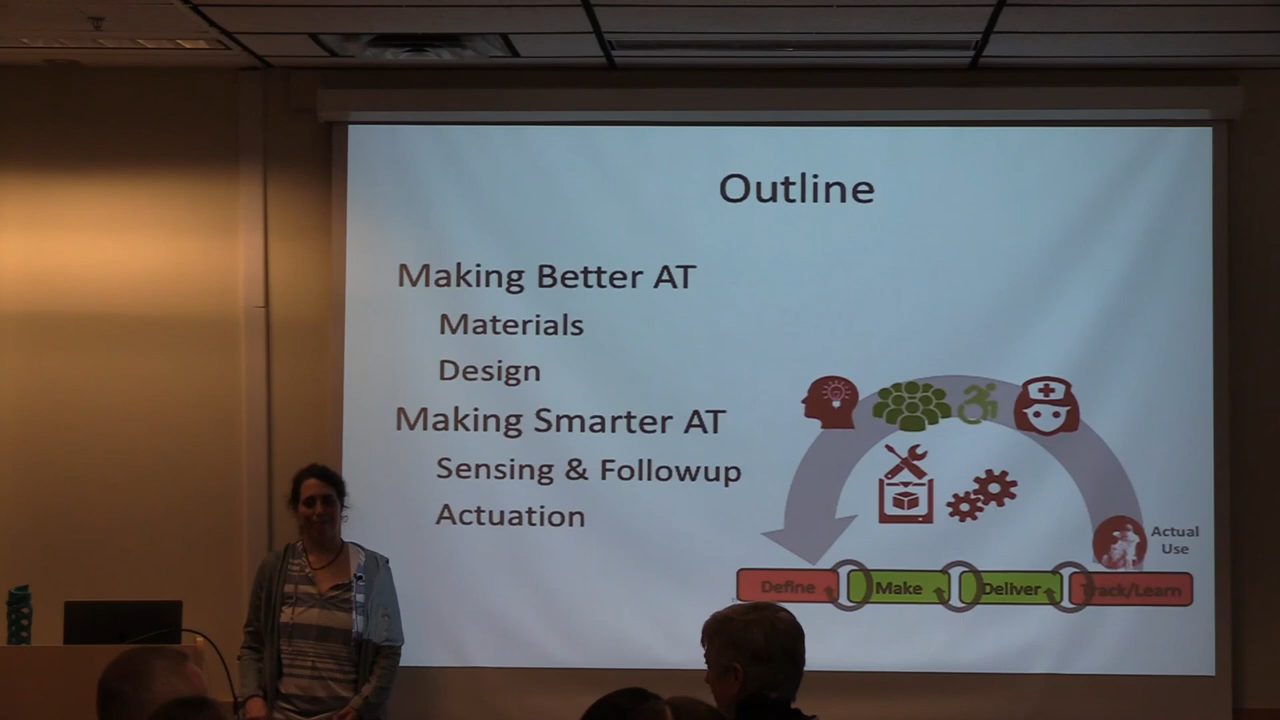 Outline
Making Better AT
Materials
Design
Making Smarter AT
Sensing & Followup
Actuation
Actual
Use
Define
Make
Deliver
Track/Learn